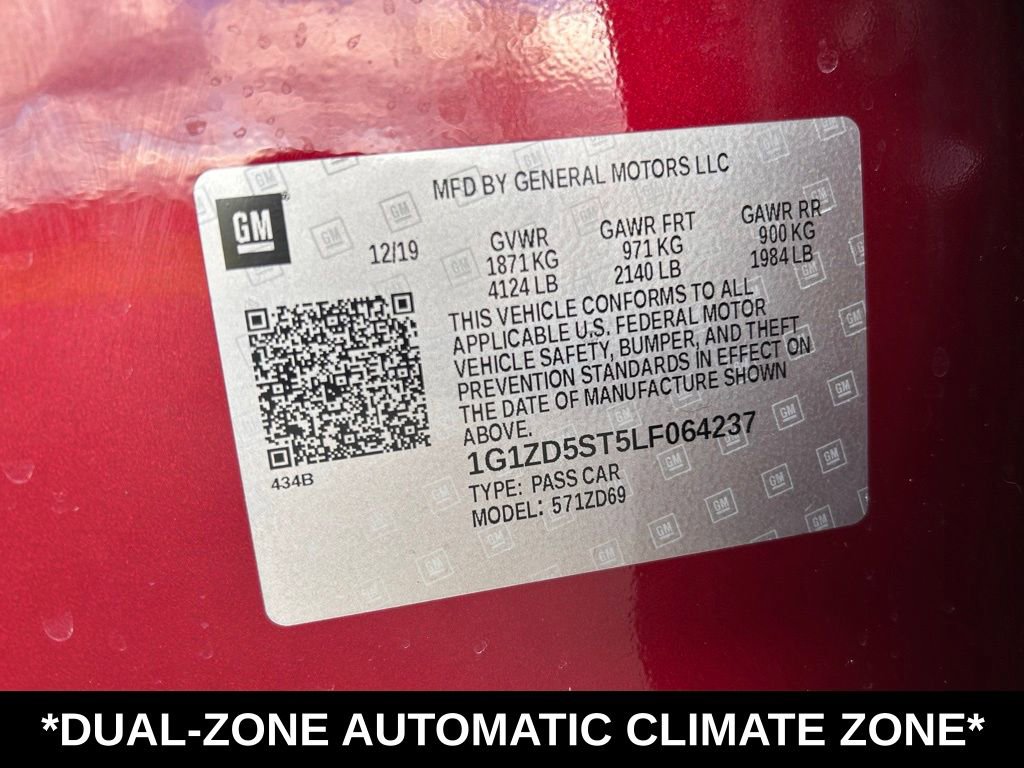 MFD BY GENERAL MOTORS LLC
GM
12/19
GVWR
1871 KG
4124 LB
GAWR FRT
971 KG
2140 LB
GAWR RR
900 KG
1984 LB
THIS VEHICLE CONFORMS TO ALL
APPLICABLE U.S. FEDERAL MOTOR
VEHICLE SAFETY, BUMPER, AND THEFT
PREVENTION STANDARDS IN EFFECT ON
THE DATE OF MANUFACTURE SHOWN
ABOVE.
1G1ZD5ST5LF064237
TYPE: PASS CAR
MODEL: 571ZD69
434B
*DUAL-ZONE AUTOMATIC CLIMATE ZONE*